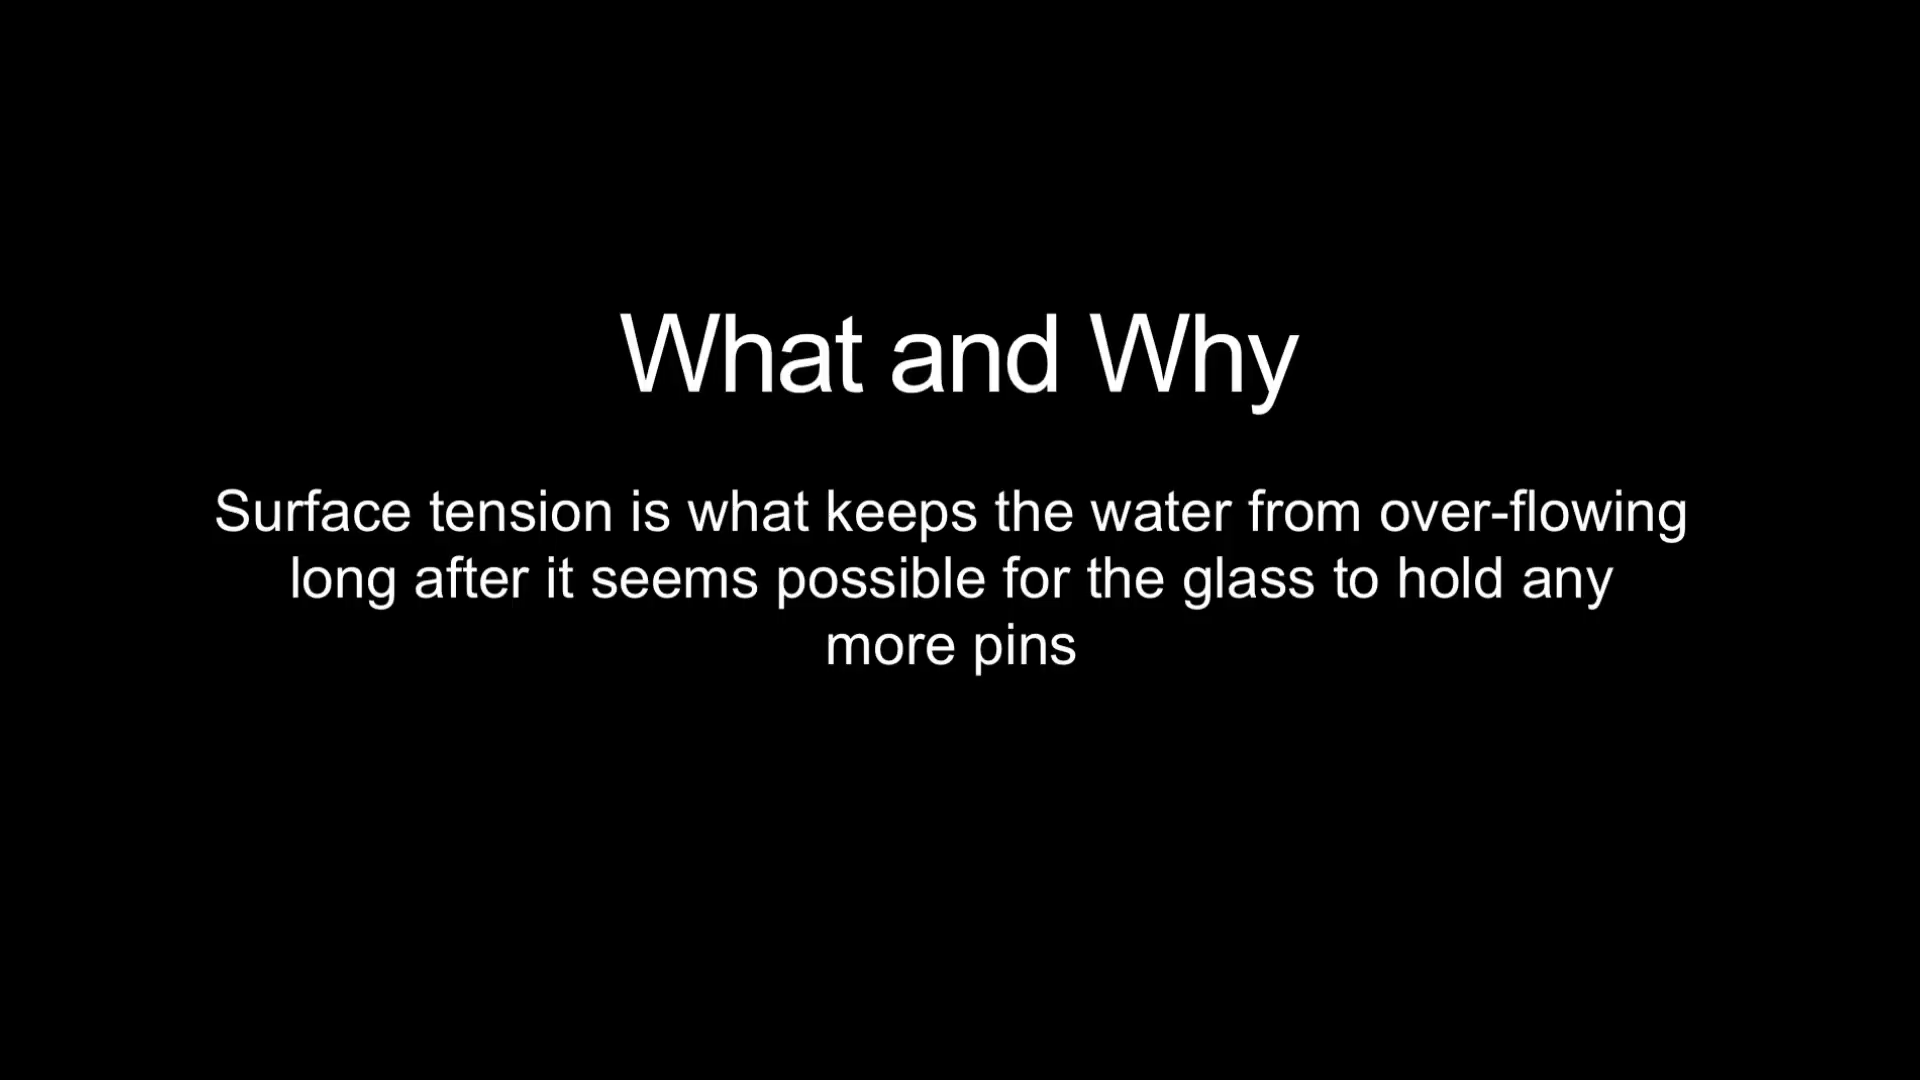 What and Why
Surface tension is what keeps the water from over-flowing
long after it seems possible for the glass to hold any
more pins